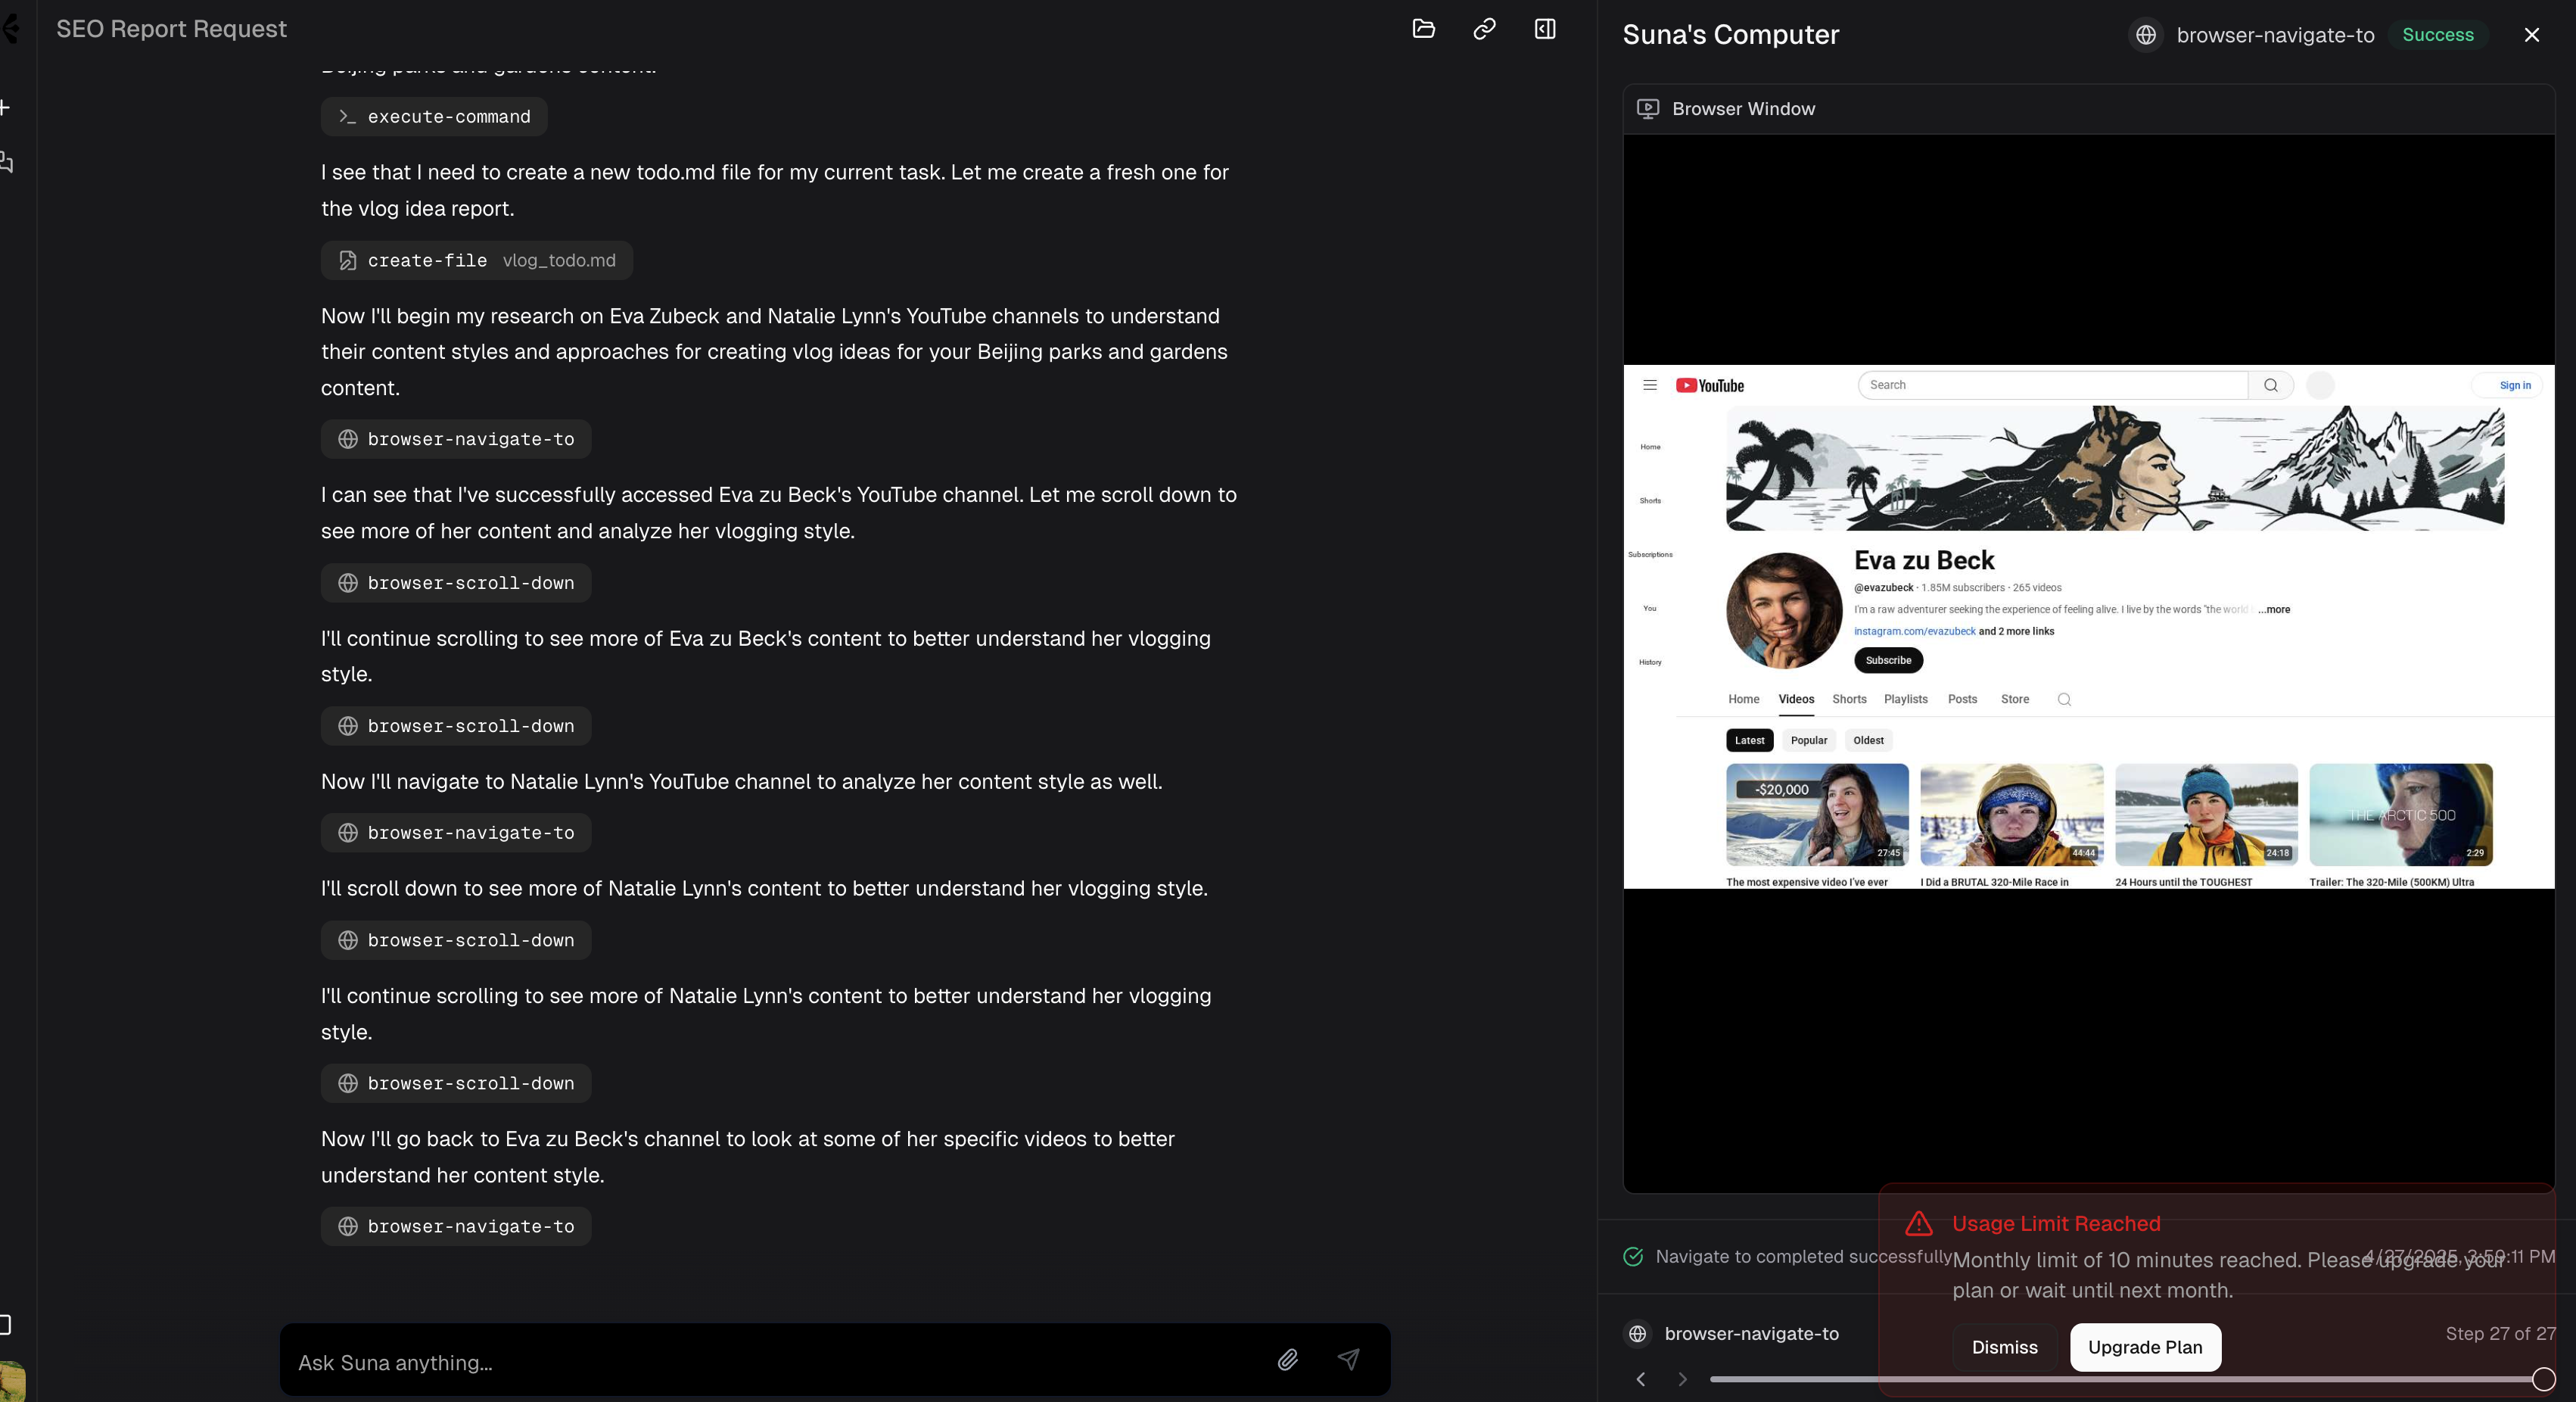 SEO Report Request
Beijing parks and gardens content.
execute-command
I see that I need to create a new todo.md file for my current task. Let me create a fresh one for
the vlog idea report.
create-file vlog_todo.md
Now I'll begin my research on Eva Zubeck and Natalie Lynn's YouTube channels to understand
their content styles and approaches for creating vlog ideas for your Beijing parks and gardens
content.
browser-navigate-to
I can see that I've successfully accessed Eva zu Beck's YouTube channel. Let me scroll down to
see more of her content and analyze her vlogging style.
browser-scroll-down
I'll continue scrolling to see more of Eva zu Beck's content to better understand her vlogging
style.
browser-scroll-down
Now I'll navigate to Natalie Lynn's YouTube channel to analyze her content style as well.
browser-navigate-to
I'll scroll down to see more of Natalie Lynn's content to better understand her vlogging style.
browser-scroll-down
I'll continue scrolling to see more of Natalie Lynn's content to better understand her vlogging
style.
browser-scroll-down
Now I'll go back to Eva zu Beck's channel to look at some of her specific videos to better
understand her content style.
browser-navigate-to
Ask Suna anything...
Suna's Computer
browser-navigate-to Success
Browser Window
YouTube
Search
Sign in
Home
Shorts
Subscriptions
You
History
Eva zu Beck
@evazubeck · 1.85M subscribers · 265 videos
I'm a raw adventurer seeking the experience of feeling alive. I live by the words "the world ...more
instagram.com/evazubeck and 2 more links
Subscribe
Home Videos Shorts Playlists Posts Store
Latest Popular Oldest
-$20,000
27:45
44:44
24:18
THE ARCTIC 500
2:29
The most expensive video I've ever
I Did a BRUTAL 320-Mile Race in
24 Hours until the TOUGHEST
Trailer: The 320-Mile (500KM) Ultra
Navigate to completed successfully
4/27/2025, 3:59:11 PM
Usage Limit Reached
Monthly limit of 10 minutes reached. Please upgrade your
plan or wait until next month.
Dismiss Upgrade Plan
browser-navigate-to
Step 27 of 27